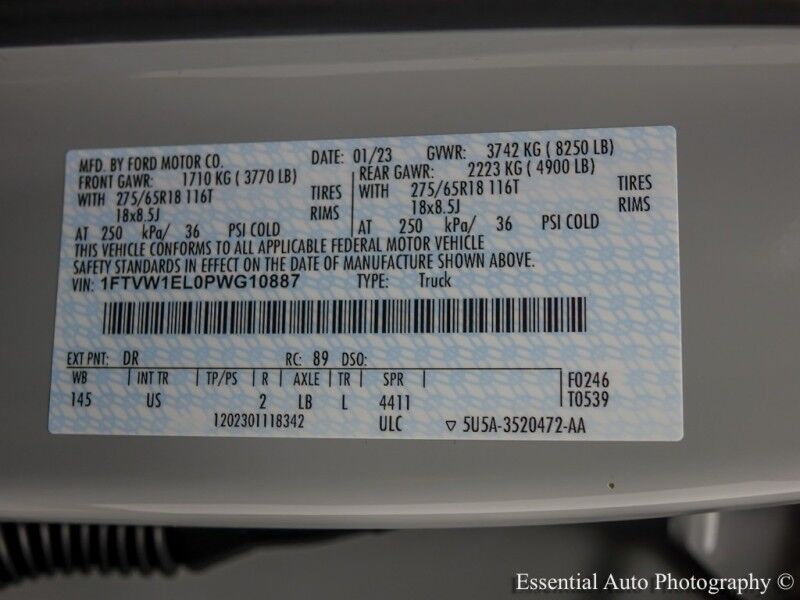 MFD. BY FORD MOTOR CO. DATE: 01/23 GVWR: 3742 KG ( 8250 LB)
FRONT GAWR: 1710 KG ( 3770 LB) REAR GAWR: 2223 KG ( 4900 LB)
WITH 275/65R18 116T TIRES WITH 275/65R18 116T TIRES
18x8.5J RIMS 18x8.5J RIMS
AT 250 kPa/ 36 PSI COLD AT 250 kPa/ 36 PSI COLD
THIS VEHICLE CONFORMS TO ALL APPLICABLE FEDERAL MOTOR VEHICLE
SAFETY STANDARDS IN EFFECT ON THE DATE OF MANUFACTURE SHOWN ABOVE.
VIN: 1FTVW1EL0PWG10887 TYPE: Truck
EXT PNT: DR RC: 89 DSO:
WB INT TR TP/PS R AXLE TR SPR F0246
145 US 2 LB L 4411 T0539
1202301118342 ULC ▽ 5U5A-3520472-AA
Essential Auto Photography ©